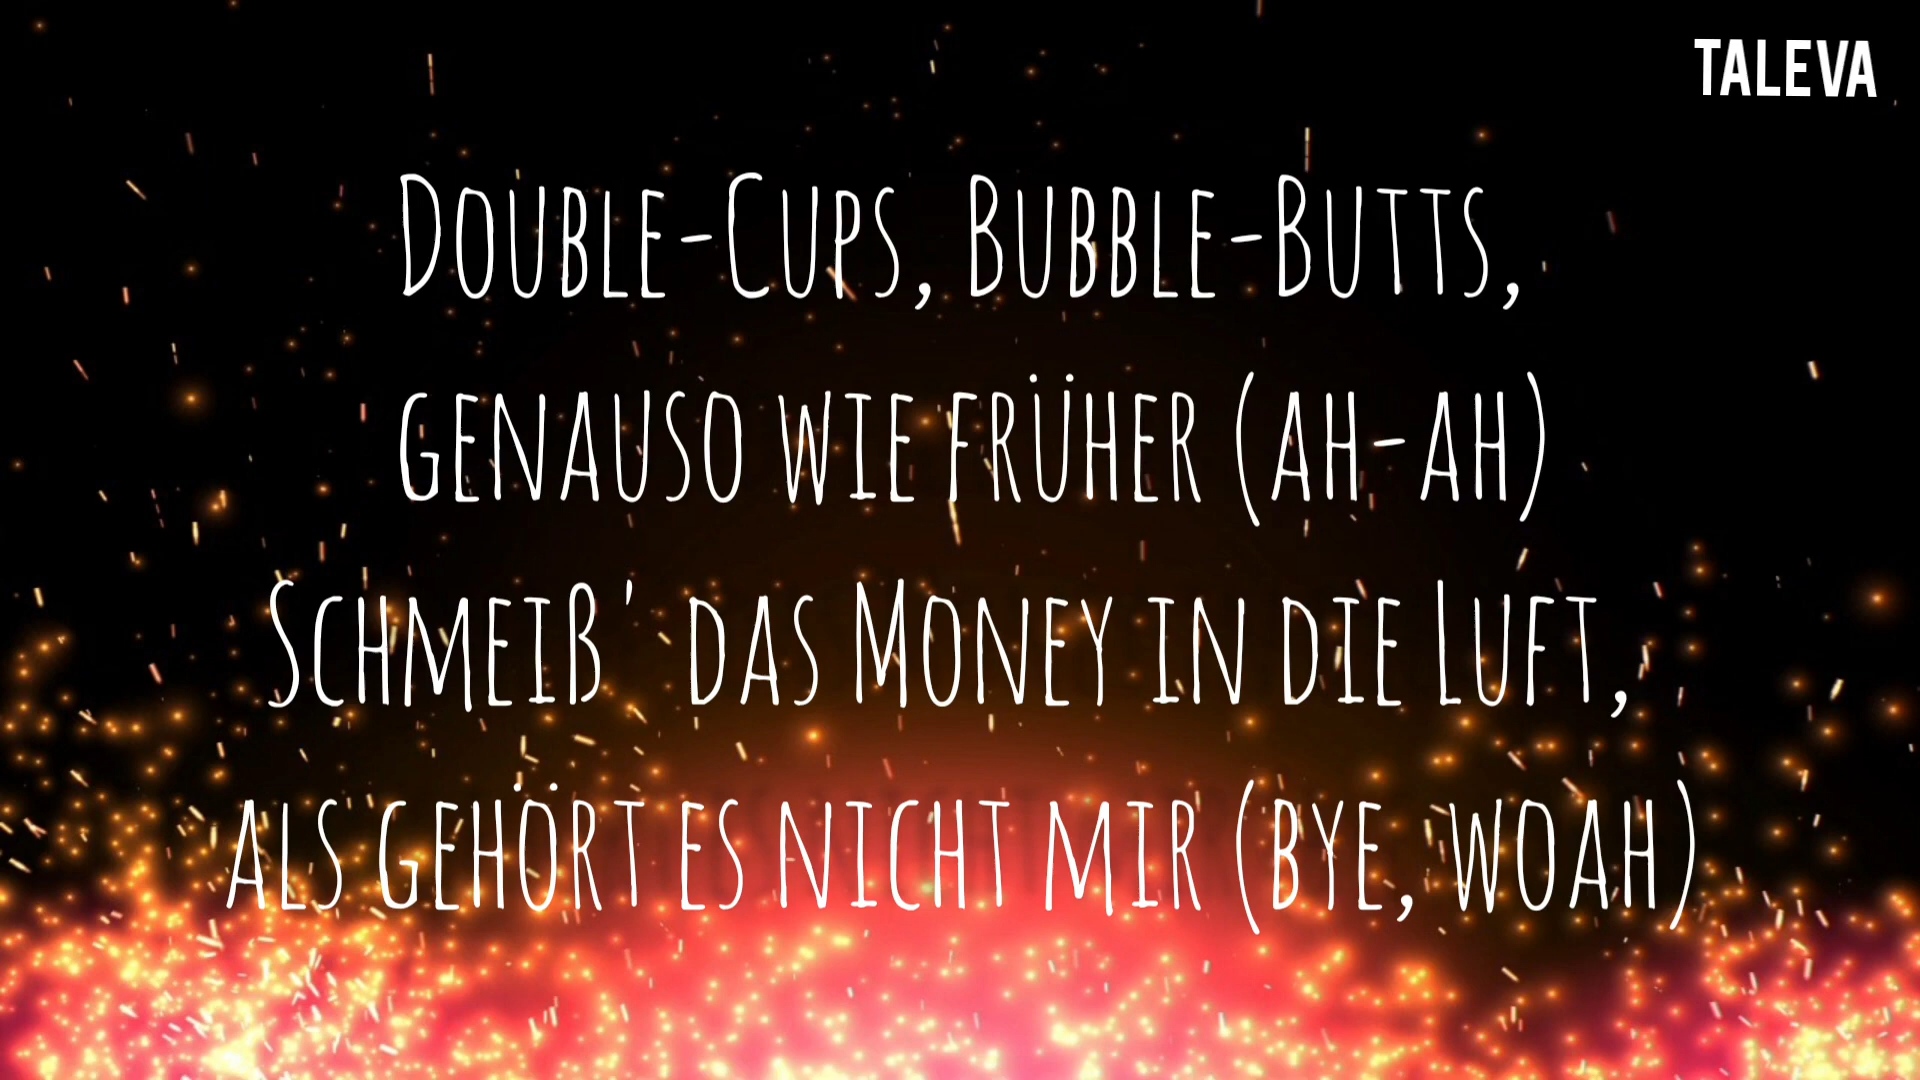 TALEVA
Double-Cups, Bubble-Butts,
genauso wie früher (ah-ah)
Schmeiß' das Money in die Luft,
als gehört es nicht mir (bye, woah)